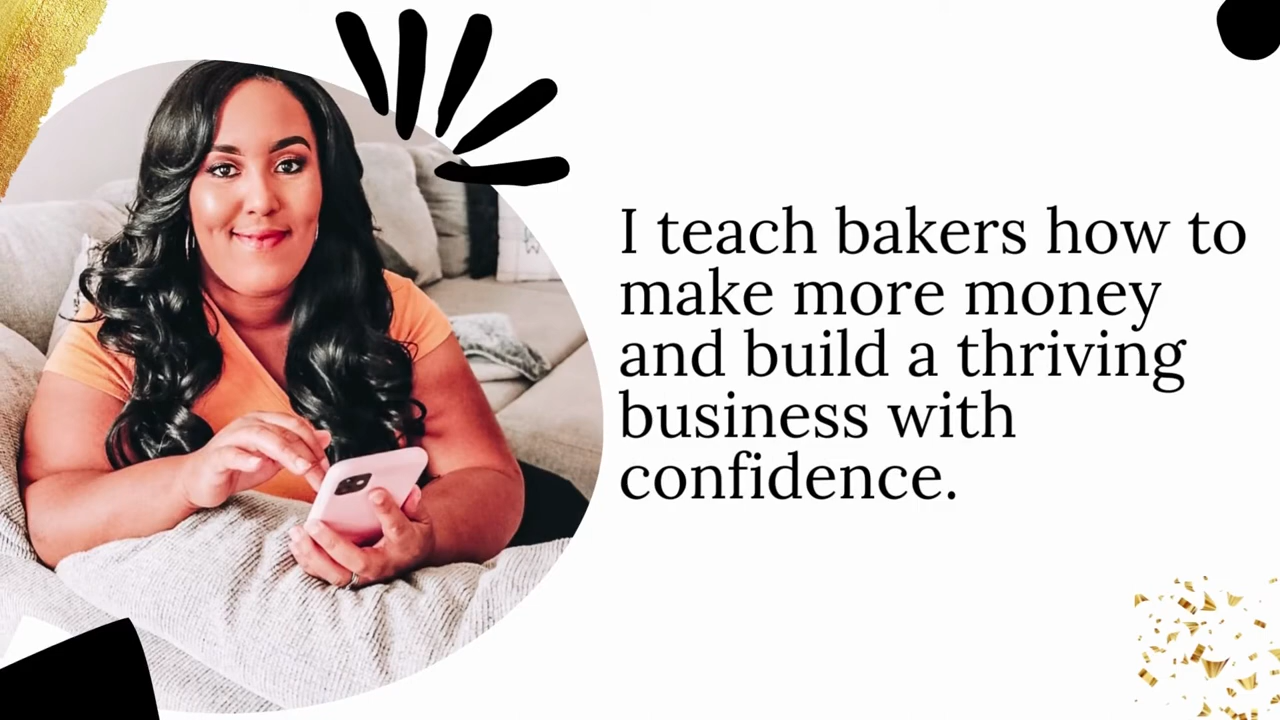 I teach bakers how to
make more money
and build a thriving
business with
confidence.